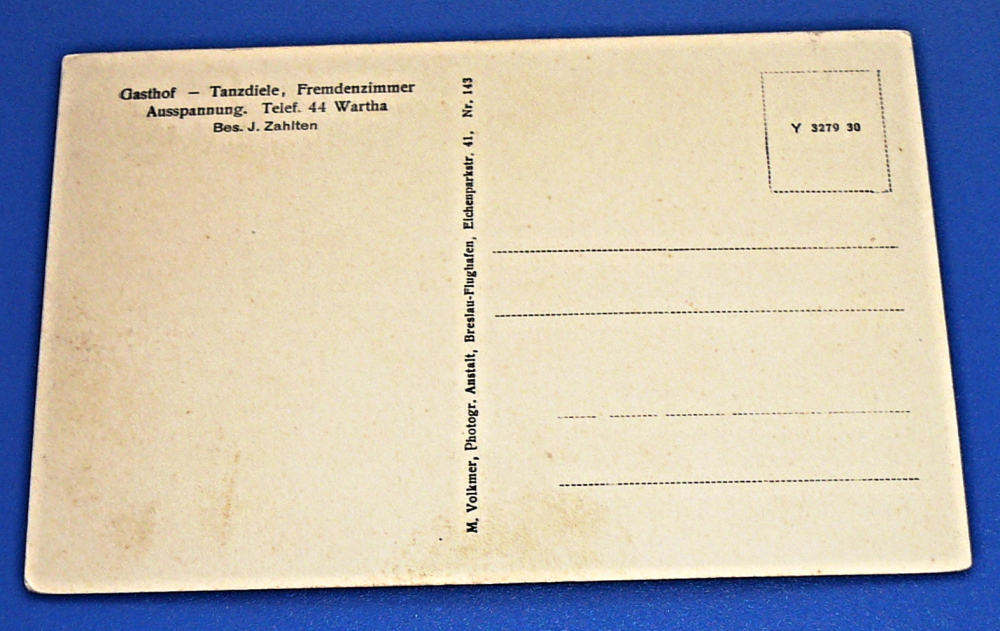 Gasthof – Tanzdiele, Fremdenzimmer
Ausspannung. Telef. 44 Wartha
Bes. J. Zahlten
M. Volkmer, Photogr. Anstalt, Breslau-Flughafen, Eichenparkstr. 41, Nr. 143
Y 3279 30